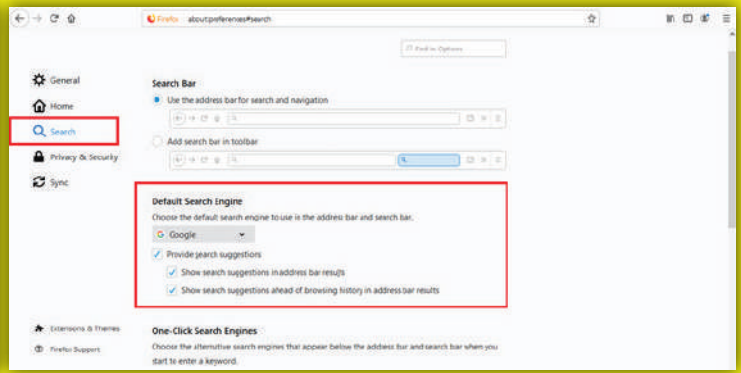 Firefox about:preferences#search
Find in Options
General
Home
Search
Privacy & Security
Sync
Extensions & Themes
Firefox Support
Search Bar
Use the address bar for search and navigation
Add search bar in toolbar
Default Search Engine
Choose the default search engine to use in the address bar and search bar.
Google
Provide search suggestions
Show search suggestions in address bar results
Show search suggestions ahead of browsing history in address bar results
One-Click Search Engines
Choose the alternative search engines that appear below the address bar and search bar when you
start to enter a keyword.